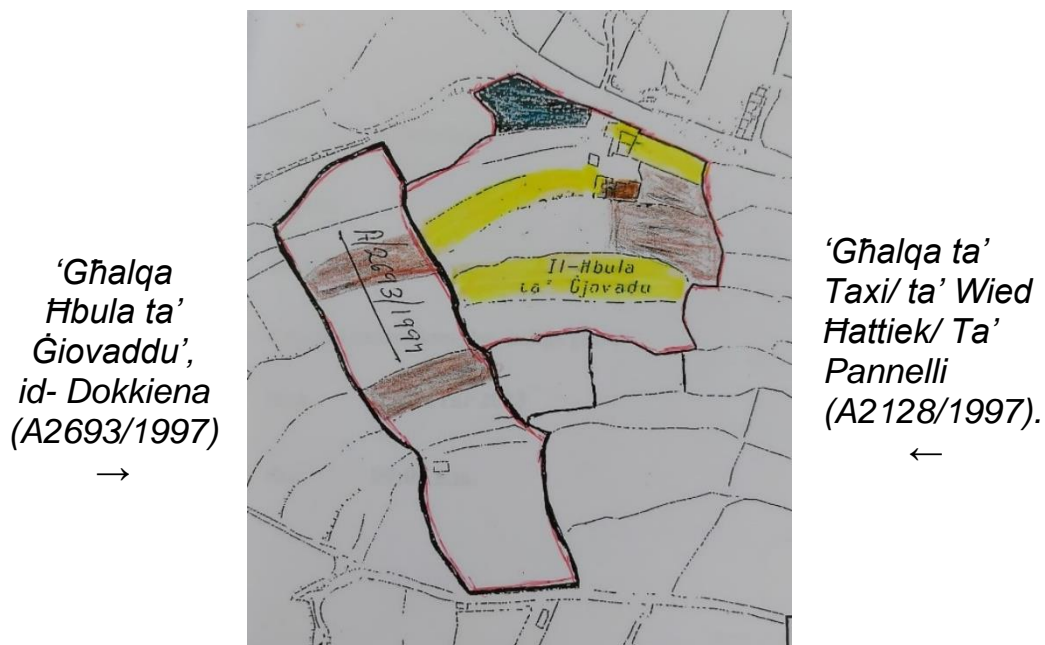 'Għalqa
Ħbula ta'
Ġiovaddu',
id- Dokkiena
(A2693/1997)
→
A/2693/1997
Il-Ħbula
ta' Ġjovadu
'Għalqa ta'
Taxi/ ta' Wied
Ħattiek/ Ta'
Pannelli
(A2128/1997).
←